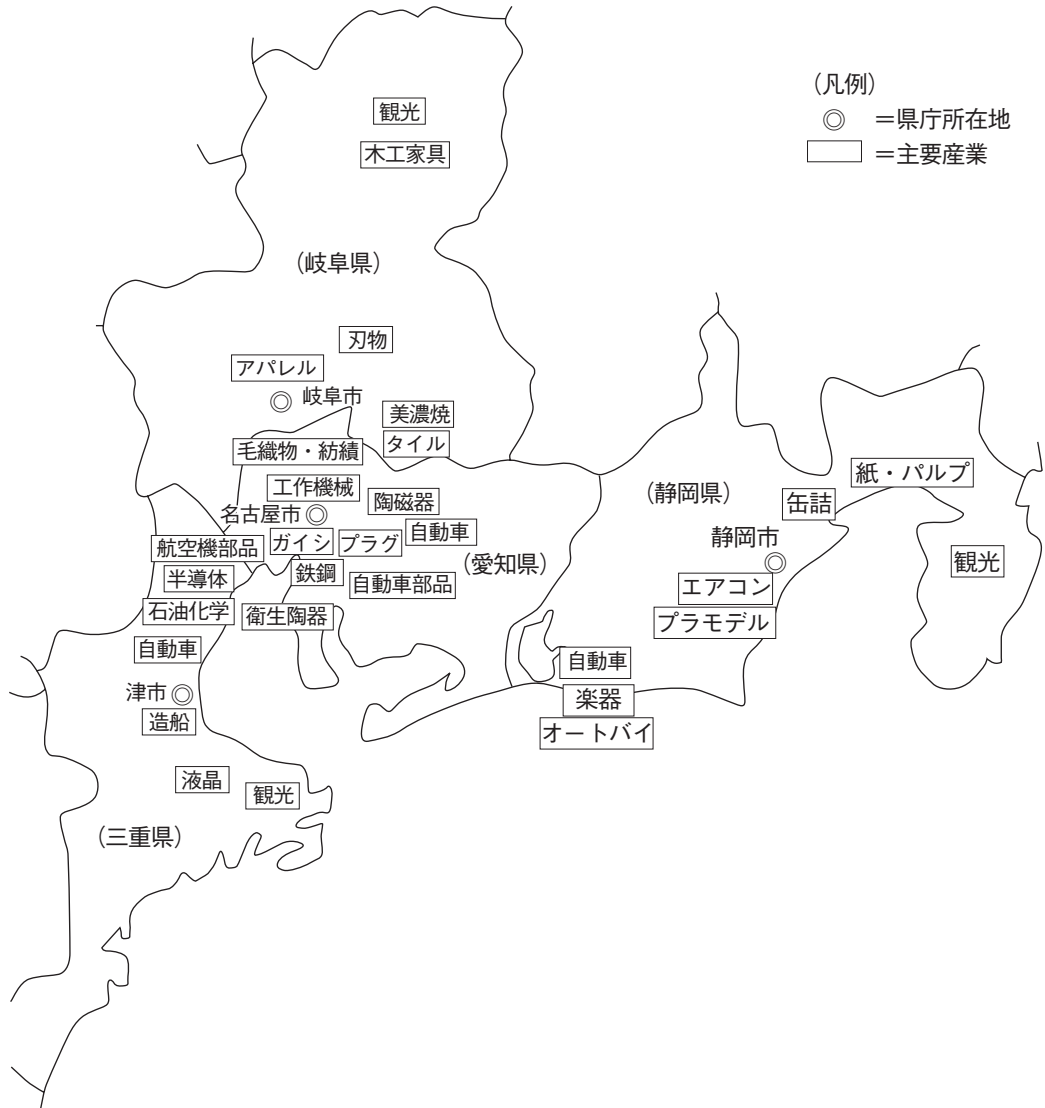 (凡例)
◎ =県庁所在地
=主要産業
観光
木工家具
(岐阜県)
刃物
アパレル
岐阜市
美濃焼
タイル
毛織物・紡績
工作機械
陶磁器
名古屋市
自動車
ガイシ
プラグ
航空機部品
(愛知県)
鉄鋼
半導体
自動車部品
石油化学
衛生陶器
自動車
津市
造船
液晶
観光
(三重県)
紙・パルプ
(静岡県)
缶詰
静岡市
観光
エアコン
プラモデル
自動車
楽器
オートバイ